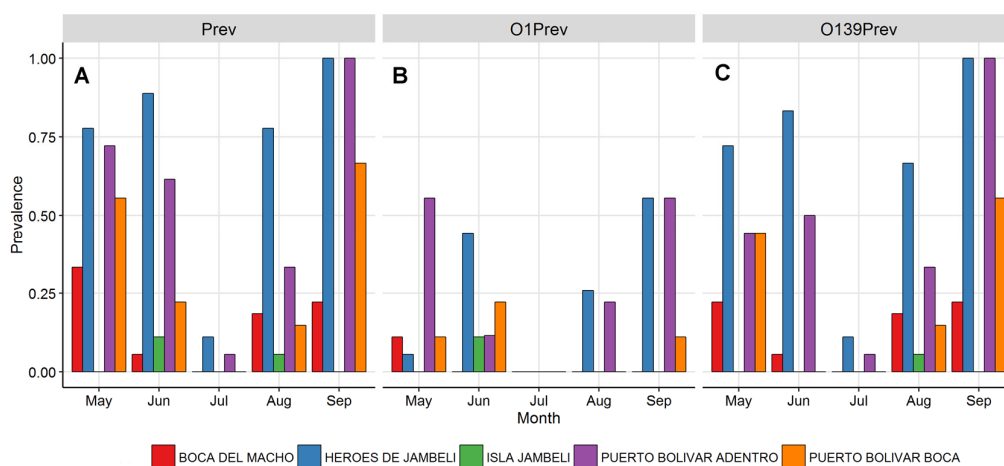 Prev O1Prev O139Prev
A B C
1.00
0.75
0.50
0.25
0.00
Prevalence
May Jun Jul Aug Sep May Jun Jul Aug Sep May Jun Jul Aug Sep
Month
BOCA DEL MACHO HEROES DE JAMBELI ISLA JAMBELI PUERTO BOLIVAR ADENTRO PUERTO BOLIVAR BOCA